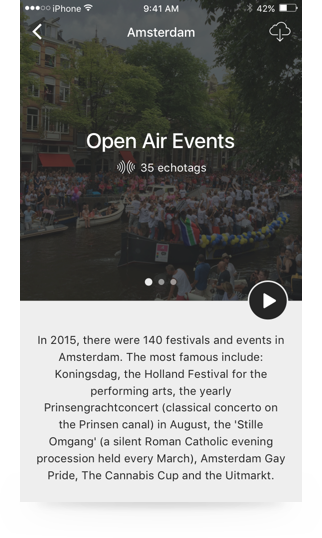 iPhone 9:41 AM 42%
Amsterdam
Open Air Events
35 echotags
In 2015, there were 140 festivals and events in
Amsterdam. The most famous include:
Koningsdag, the Holland Festival for the
performing arts, the yearly
Prinsengrachtconcert (classical concerto on
the Prinsen canal) in August, the 'Stille
Omgang' (a silent Roman Catholic evening
procession held every March), Amsterdam Gay
Pride, The Cannabis Cup and the Uitmarkt.